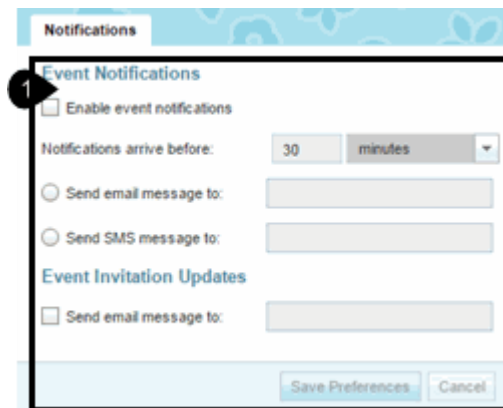 Notifications
Event Notifications
1
Enable event notifications
Notifications arrive before: 30 minutes
Send email message to:
Send SMS message to:
Event Invitation Updates
Send email message to:
Save Preferences Cancel